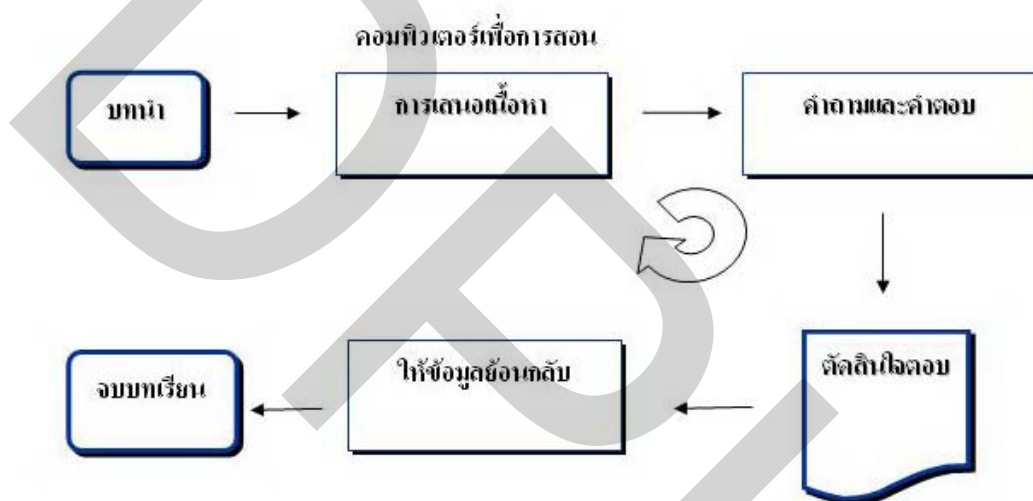 คอมพิวเตอร์เพื่อการสอน
บทนำ
การเสนอเนื้อหา
คำถามและคำตอบ
ตัดสินใจตอบ
ให้ข้อมูลย้อนกลับ
จบบทเรียน